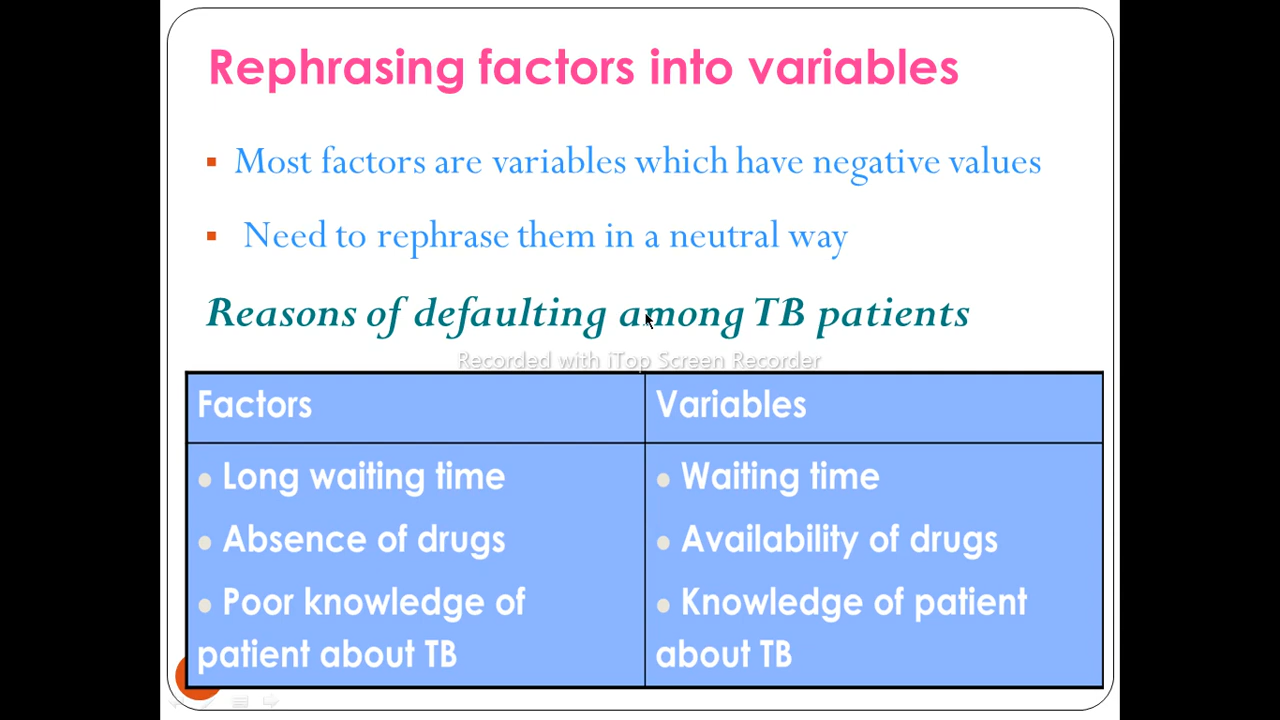 Rephrasing factors into variables
▪ Most factors are variables which have negative values
▪ Need to rephrase them in a neutral way
Reasons of defaulting among TB patients
Recorded with iTop Screen Recorder
Factors
Variables
● Long waiting time
● Absence of drugs
● Poor knowledge of
patient about TB
● Waiting time
● Availability of drugs
● Knowledge of patient
about TB